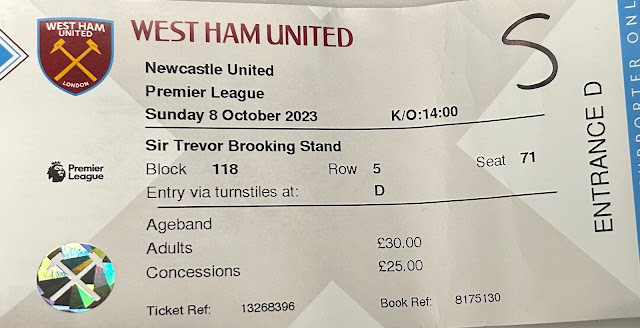 WEST HAM
UNITED
LONDON
WEST HAM UNITED
S
Newcastle United
Premier League
Sunday 8 October 2023 K/O:14:00
Sir Trevor Brooking Stand
Block 118 Row 5 Seat 71
Entry via turnstiles at: D
Premier
League
Ageband
Adults £30.00
Concessions £25.00
Ticket Ref: 13268396 Book Ref: 8175130
ENTRANCE D
SUPPORTER ONL